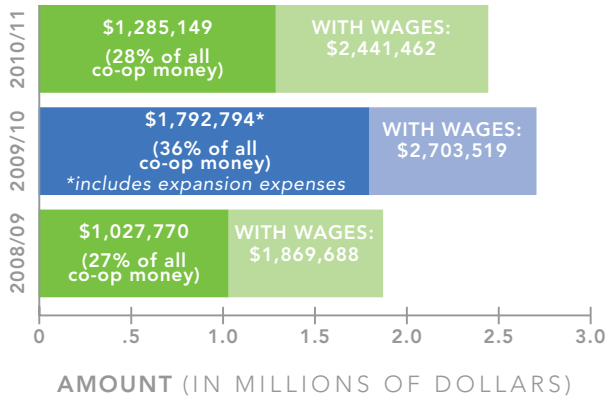 2010/11
$1,285,149
(28% of all
co-op money)
WITH WAGES:
$2,441,462
2009/10
$1,792,794*
(36% of all
co-op money)
*includes expansion expenses
WITH WAGES:
$2,703,519
2008/09
$1,027,770
(27% of all
co-op money)
WITH WAGES:
$1,869,688
0 .5 1.0 1.5 2.0 2.5 3.0
AMOUNT (IN MILLIONS OF DOLLARS)